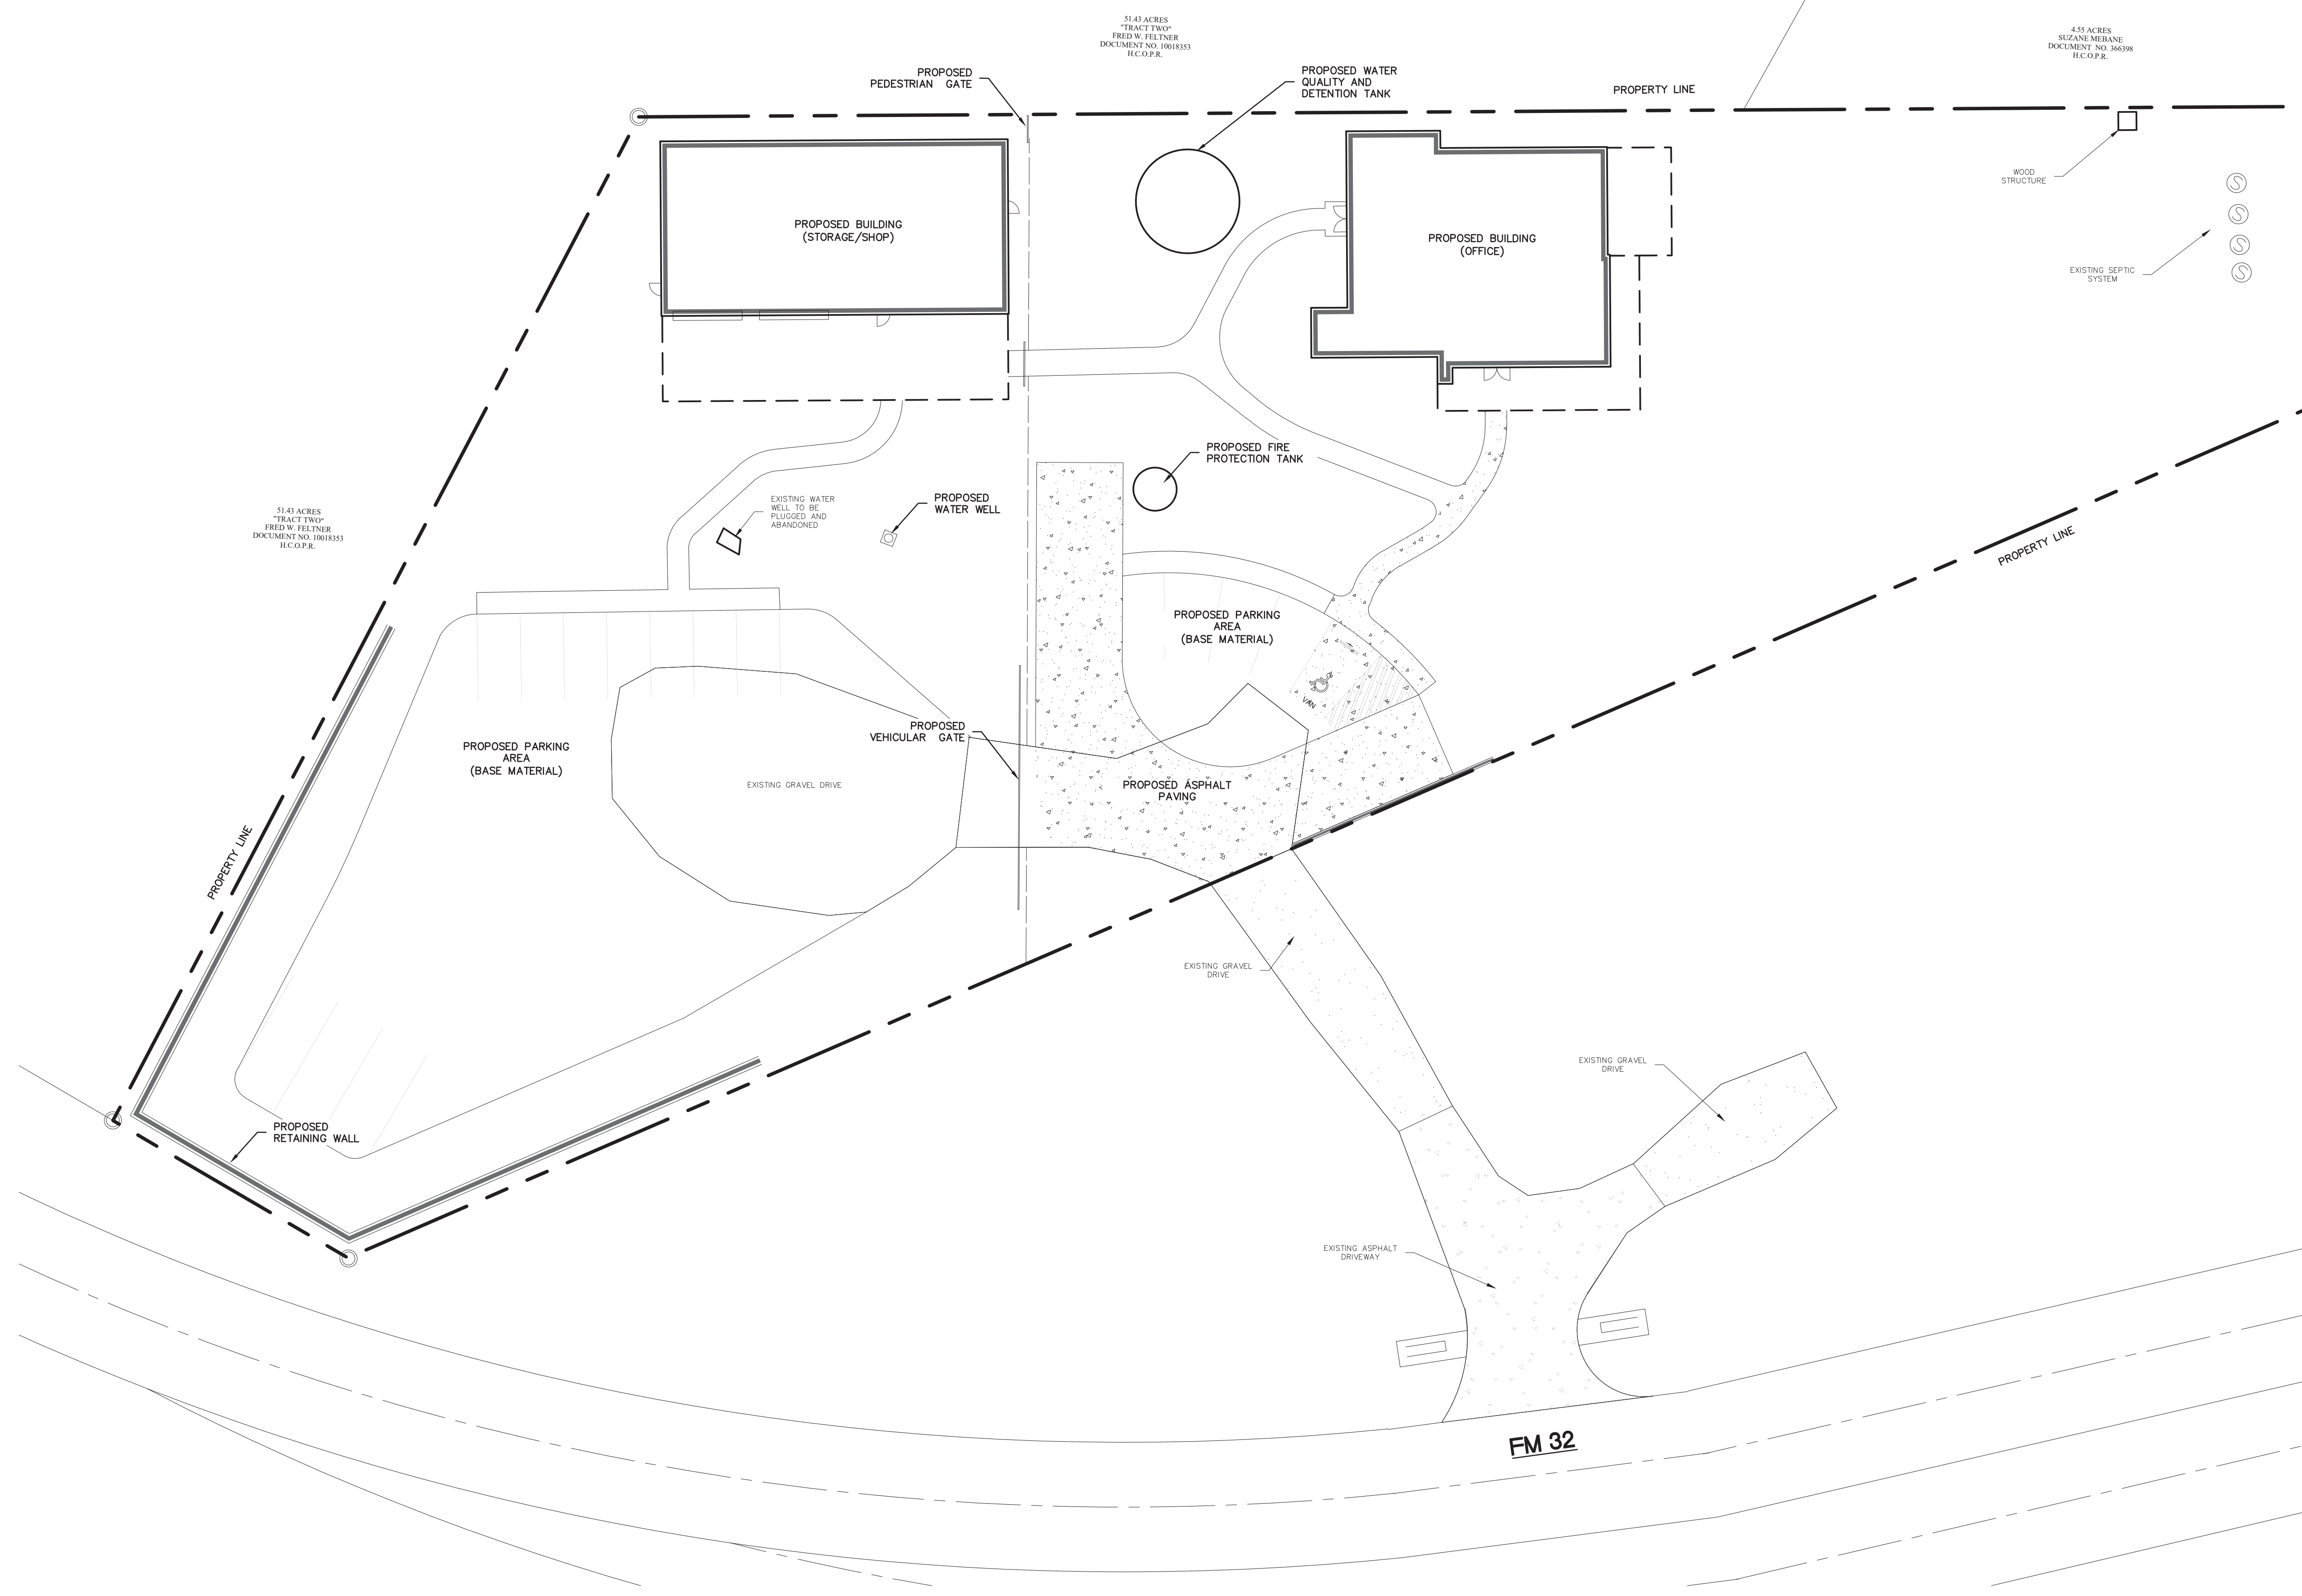 51.43 ACRES
"TRACT TWO"
FRED W. FELTNER
DOCUMENT NO. 10018353
H.C.O.P.R.
4.55 ACRES
SUZANE MEBANE
DOCUMENT NO. 366398
H.C.O.P.R.
PROPOSED
PEDESTRIAN GATE
PROPOSED WATER
QUALITY AND
DETENTION TANK
PROPERTY LINE
WOOD
STRUCTURE
PROPOSED BUILDING
(STORAGE/SHOP)
PROPOSED BUILDING
(OFFICE)
EXISTING SEPTIC
SYSTEM
S
S
S
S
PROPOSED FIRE
PROTECTION TANK
EXISTING WATER
WELL TO BE
PLUGGED AND
ABANDONED
PROPOSED
WATER WELL
51.43 ACRES
"TRACT TWO"
FRED W. FELTNER
DOCUMENT NO. 10018353
H.C.O.P.R.
PROPERTY LINE
PROPOSED PARKING
AREA
(BASE MATERIAL)
VAN
PROPOSED
VEHICULAR GATE
PROPOSED PARKING
AREA
(BASE MATERIAL)
EXISTING GRAVEL DRIVE
PROPOSED ASPHALT
PAVING
PROPERTY LINE
EXISTING GRAVEL
DRIVE
EXISTING GRAVEL
DRIVE
PROPOSED
RETAINING WALL
EXISTING ASPHALT
DRIVEWAY
FM 32